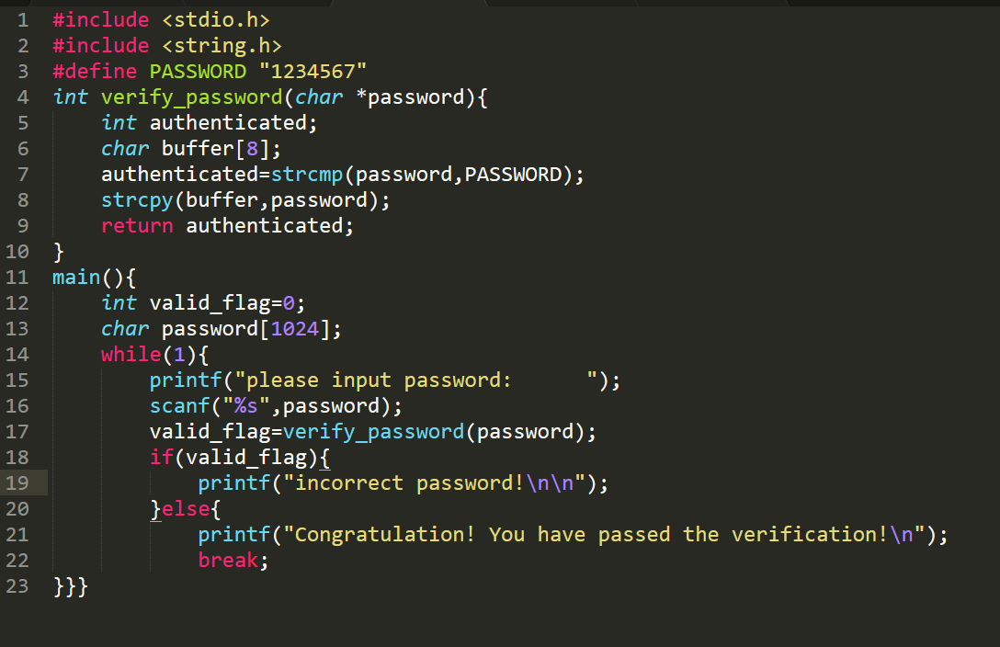 1 #include <stdio.h>
2 #include <string.h>
3 #define PASSWORD "1234567"
4 int verify_password(char *password){
5     int authenticated;
6     char buffer[8];
7     authenticated=strcmp(password,PASSWORD);
8     strcpy(buffer,password);
9     return authenticated;
10 }
11 main(){
12     int valid_flag=0;
13     char password[1024];
14     while(1){
15         printf("please input password:      ");
16         scanf("%s",password);
17         valid_flag=verify_password(password);
18         if(valid_flag){
19             printf("incorrect password!\n\n");
20         }else{
21             printf("Congratulation! You have passed the verification!\n");
22             break;
23 }}}